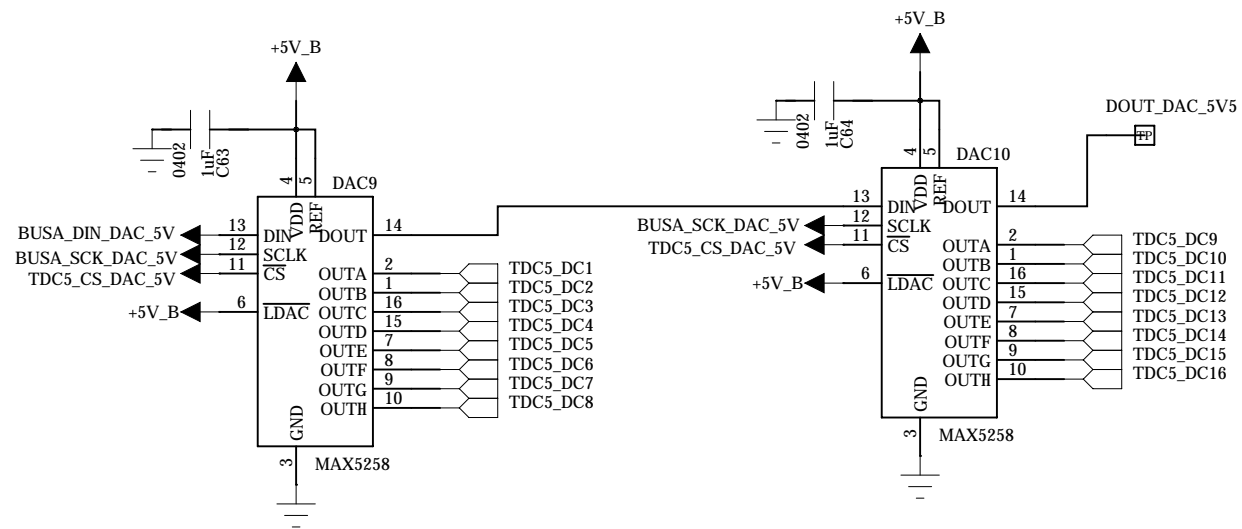 +5V_B
0402
1uF
C63
4
5
DAC9
VDD
REF
BUSA_DIN_DAC_5V
13
DIN
DOUT
14
BUSA_SCK_DAC_5V
12
SCLK
TDC5_CS_DAC_5V
11
CS
OUTA
2
TDC5_DC1
OUTB
1
TDC5_DC2
+5V_B
6
LDAC
OUTC
16
TDC5_DC3
OUTD
15
TDC5_DC4
OUTE
7
TDC5_DC5
OUTF
8
TDC5_DC6
OUTG
9
TDC5_DC7
OUTH
10
TDC5_DC8
GND
3
MAX5258
+5V_B
0402
1uF
C64
4
5
DAC10
VDD
REF
DOUT_DAC_5V5
TP
13
DIN
DOUT
14
BUSA_SCK_DAC_5V
12
SCLK
TDC5_CS_DAC_5V
11
CS
OUTA
2
TDC5_DC9
OUTB
1
TDC5_DC10
+5V_B
6
LDAC
OUTC
16
TDC5_DC11
OUTD
15
TDC5_DC12
OUTE
7
TDC5_DC13
OUTF
8
TDC5_DC14
OUTG
9
TDC5_DC15
OUTH
10
TDC5_DC16
GND
3
MAX5258